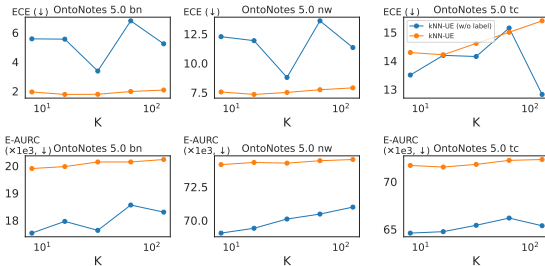 ECE (↓) OntoNotes 5.0 bn
6
4
2
10¹ 10²
K
ECE (↓) OntoNotes 5.0 nw
12.5
10.0
7.5
10¹ 10²
K
ECE (↓) OntoNotes 5.0 tc
kNN-UE (w/o label)
kNN-UE
15
14
13
10¹ 10²
K
E-AURC
(×1e3, ↓) OntoNotes 5.0 bn
20
19
18
10¹ 10²
K
E-AURC
(×1e3, ↓) OntoNotes 5.0 nw
72.5
70.0
10¹ 10²
K
E-AURC
(×1e3, ↓) OntoNotes 5.0 tc
70
65
10¹ 10²
K